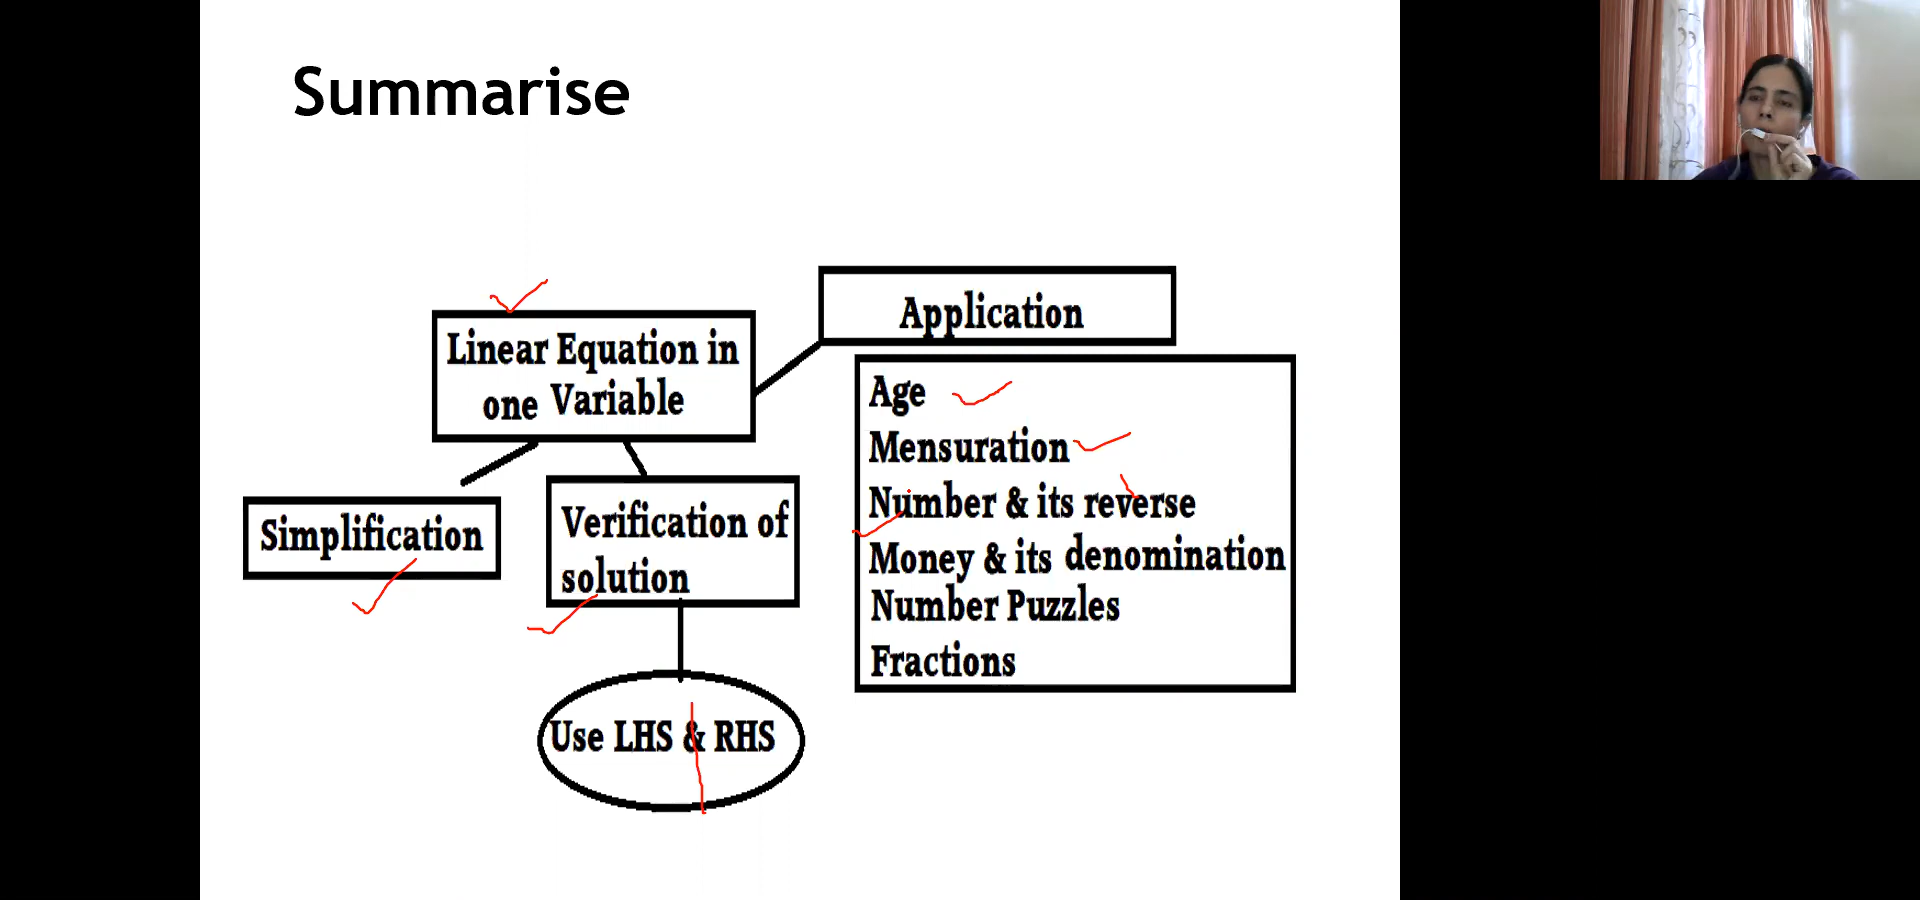 Summarise
Application
Linear Equation in
one Variable
Age
Mensuration
Number & its reverse
Money & its denomination
Number Puzzles
Fractions
Simplification
Verification of
solution
Use LHS & RHS